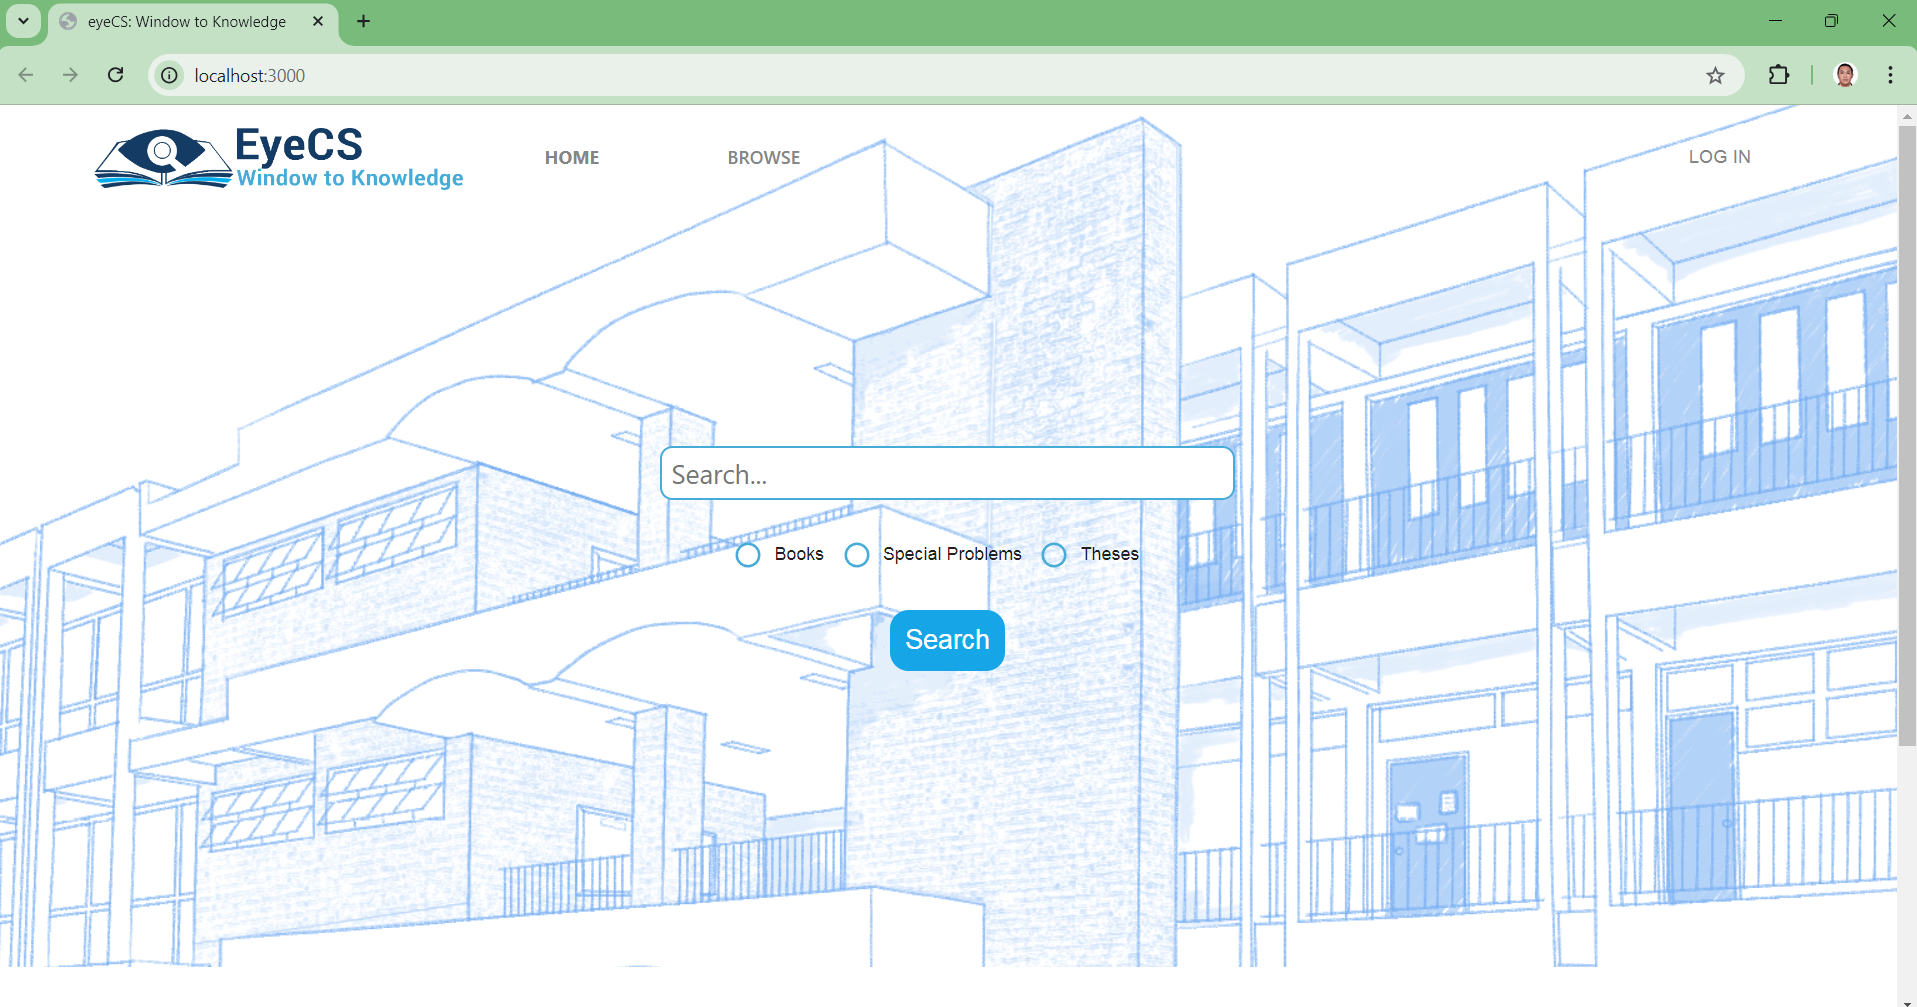 eyeCS: Window to Knowledge
localhost:3000
EyeCS
Window to Knowledge
HOME
BROWSE
LOG IN
Search...
Books
Special Problems
Theses
Search